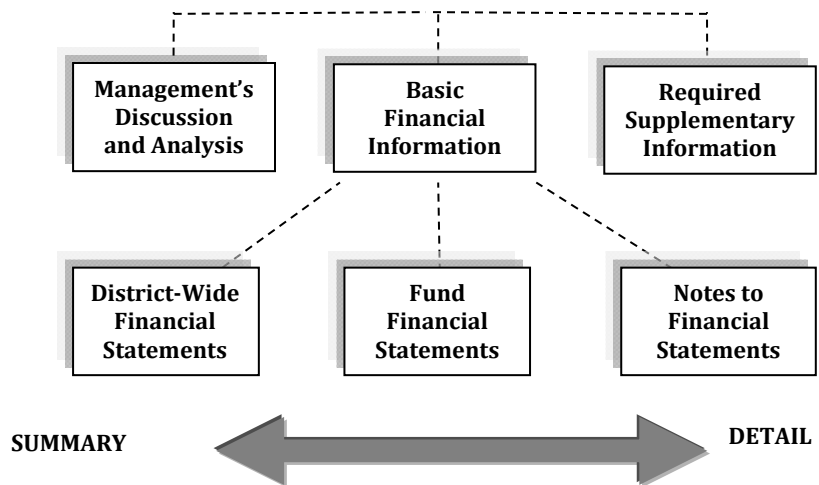 Management’s
Discussion
and Analysis
Basic
Financial
Information
Required
Supplementary
Information
District-Wide
Financial
Statements
Fund
Financial
Statements
Notes to
Financial
Statements
SUMMARY
DETAIL